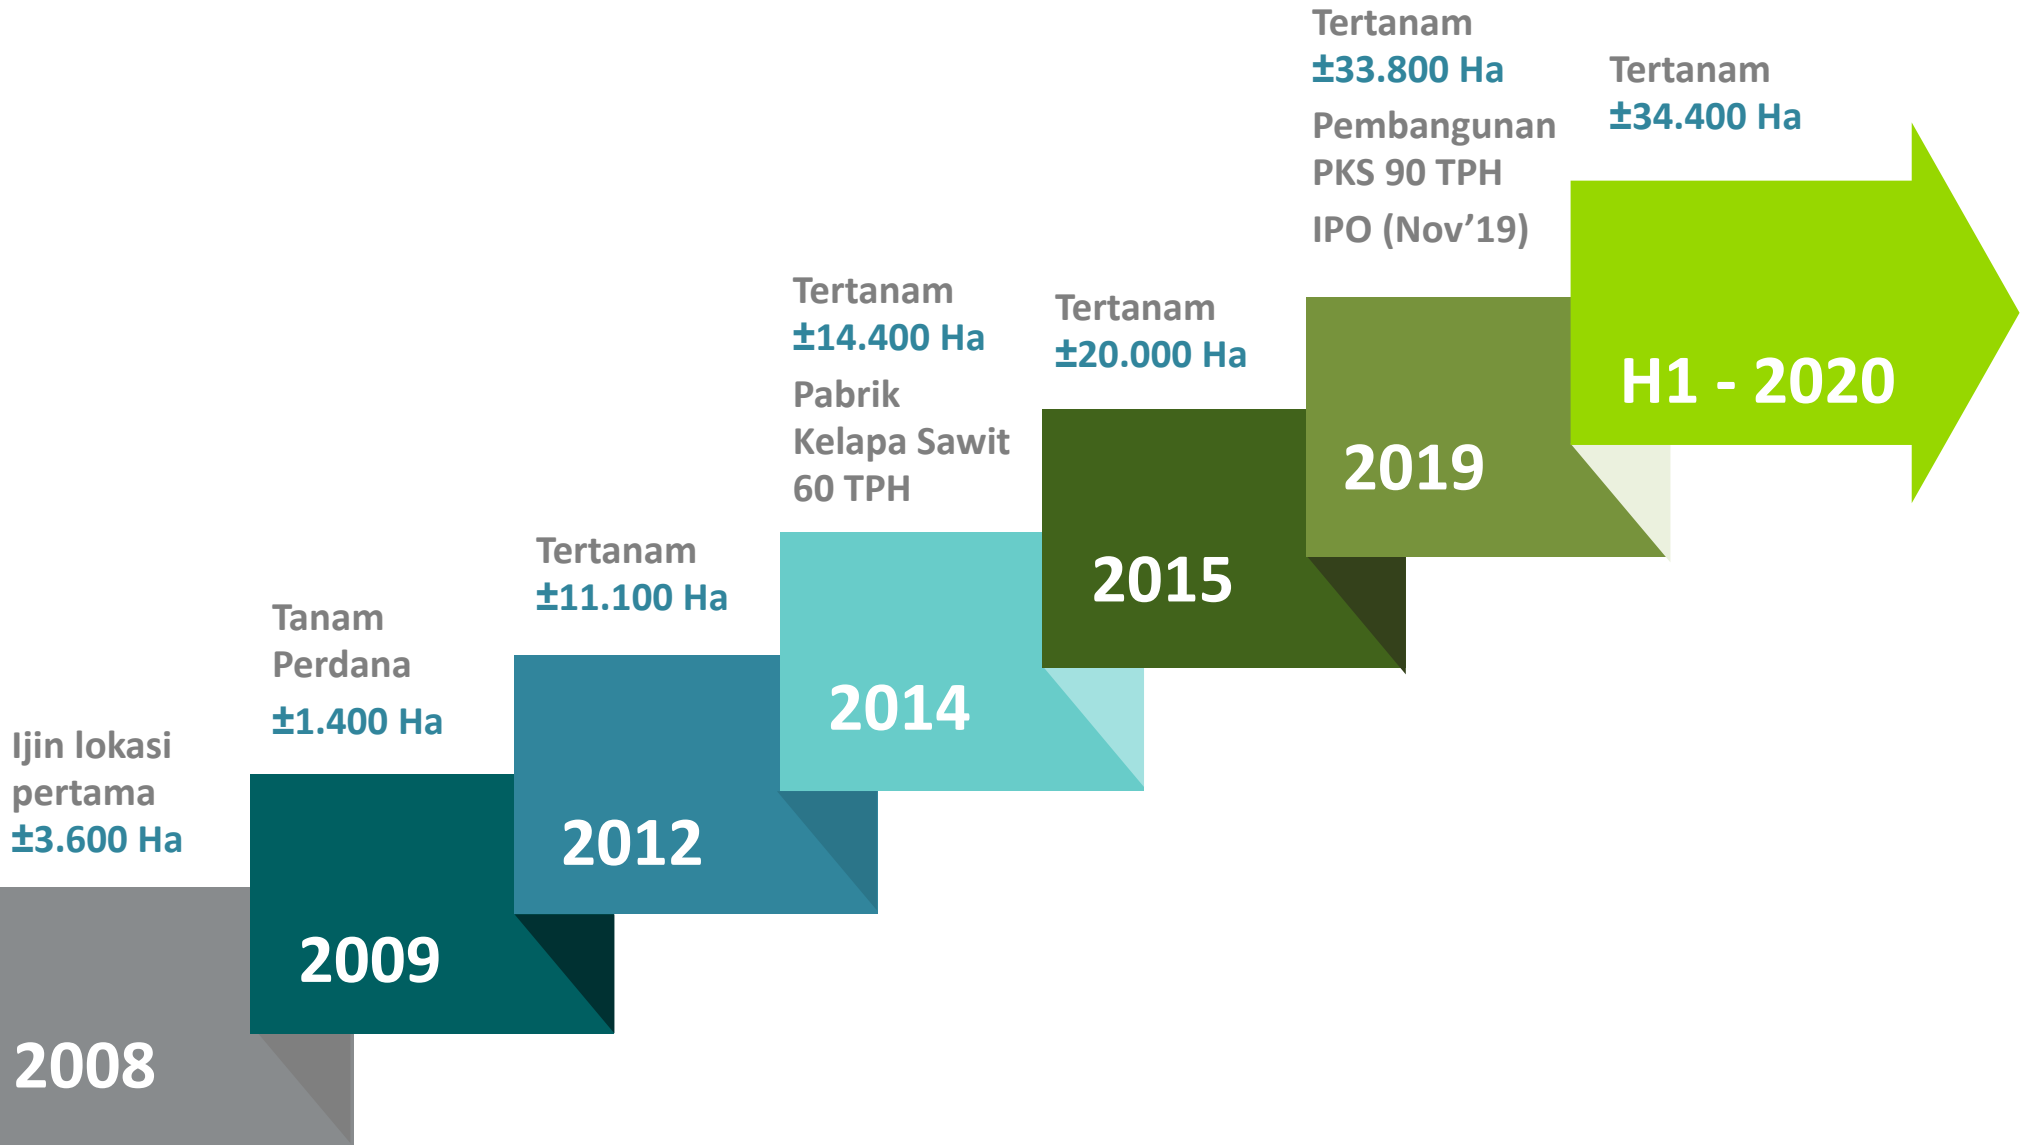 Ijin lokasi
pertama
±3.600 Ha
2008
Tanam
Perdana
±1.400 Ha
2009
Tertanam
±11.100 Ha
2012
Tertanam
±14.400 Ha
Pabrik
Kelapa Sawit
60 TPH
2014
Tertanam
±20.000 Ha
2015
Tertanam
±33.800 Ha
Pembangunan
PKS 90 TPH
IPO (Nov’19)
2019
Tertanam
±34.400 Ha
H1 - 2020